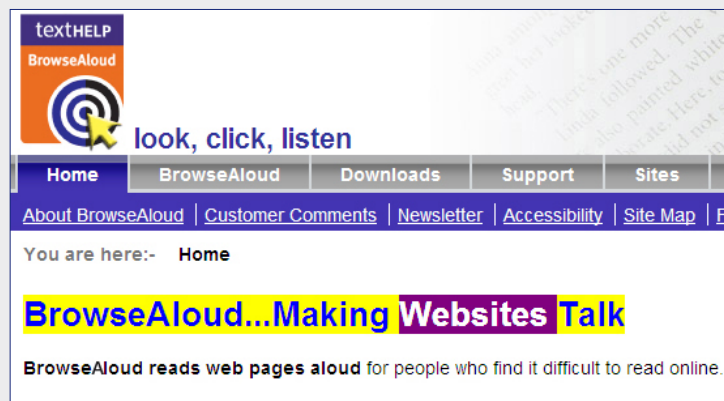 textHELP
BrowseAloud
look, click, listen
Home BrowseAloud Downloads Support Sites
About BrowseAloud | Customer Comments | Newsletter | Accessibility | Site Map |
You are here:- Home
BrowseAloud...Making Websites Talk
BrowseAloud reads web pages aloud for people who find it difficult to read online.